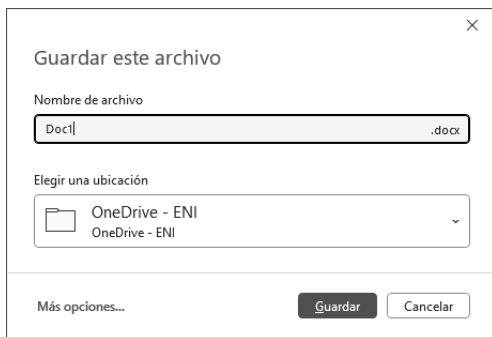 Guardar este archivo
Nombre de archivo
Doc1 .docx
Elegir una ubicación
OneDrive - ENI
OneDrive - ENI
Más opciones... Guardar Cancelar